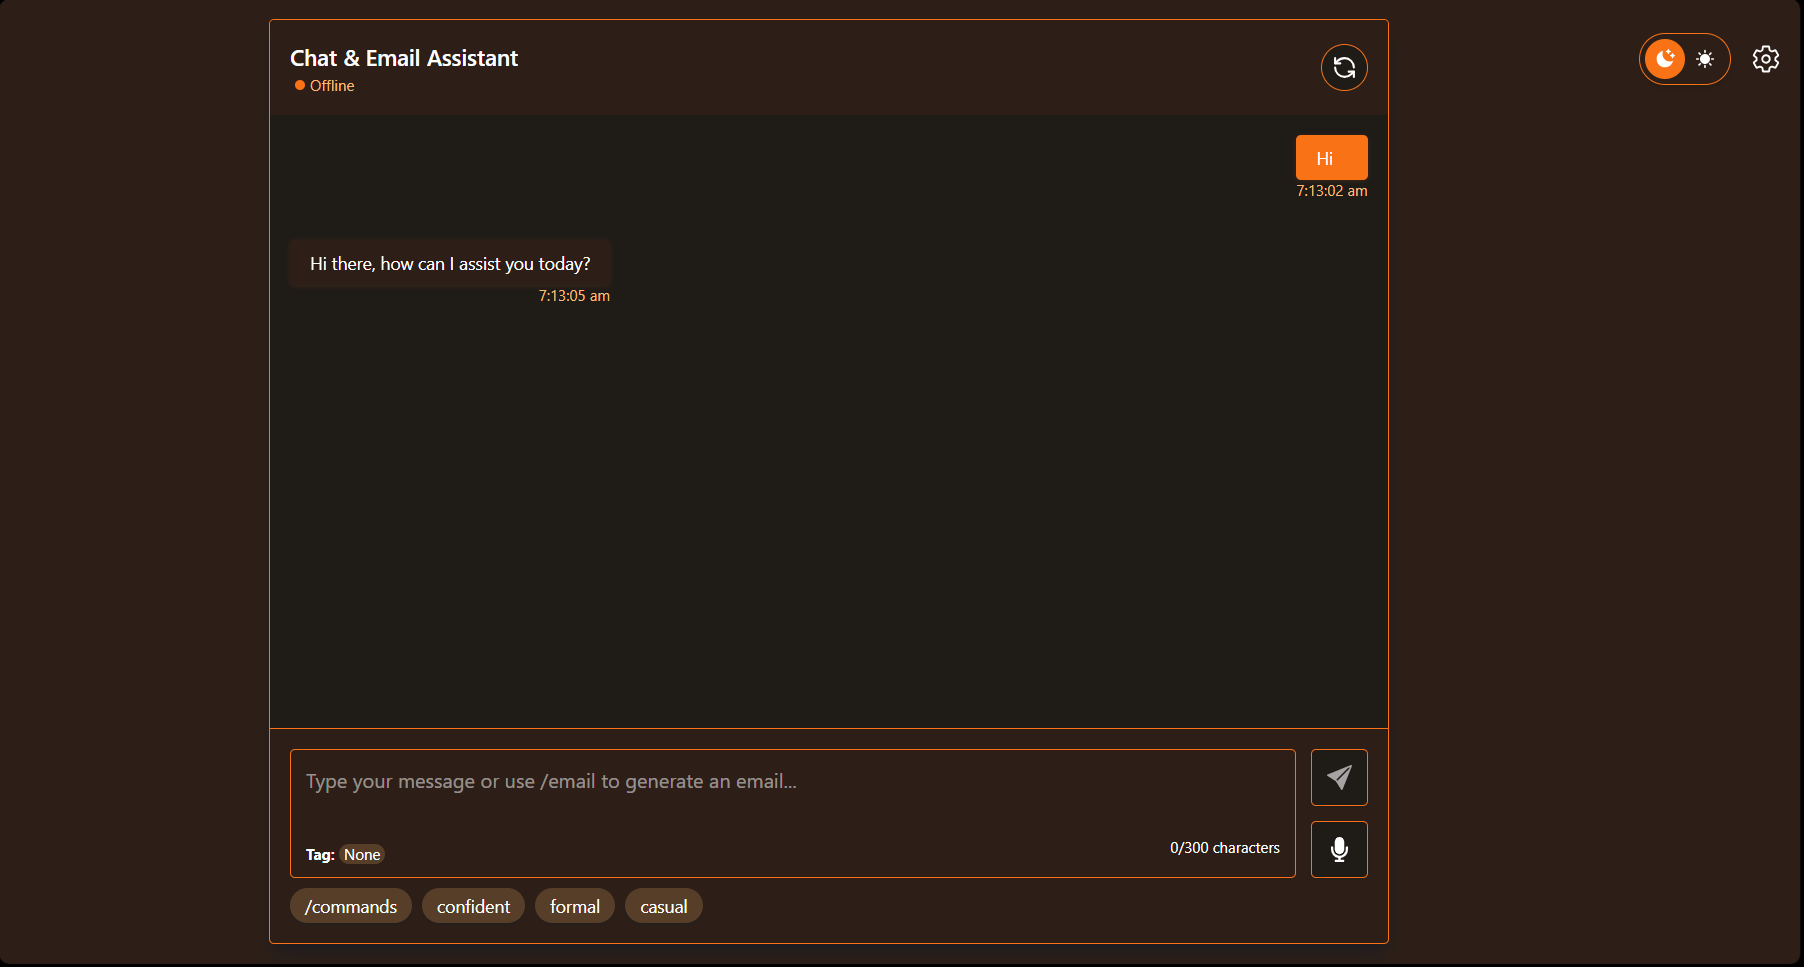 Chat & Email Assistant
Offline
Hi
7:13:02 am
Hi there, how can I assist you today?
7:13:05 am
Type your message or use /email to generate an email...
Tag: None
0/300 characters
/commands confident formal casual